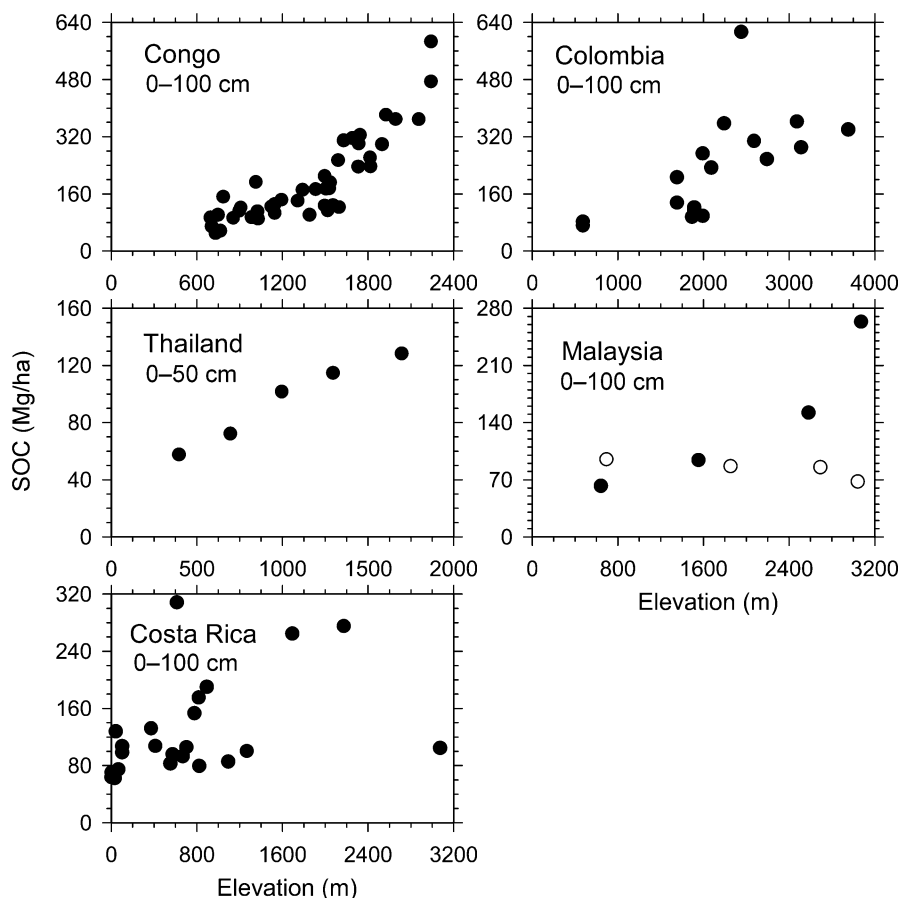 640 640
Congo Colombia
0–100 cm 0–100 cm
480 480
320 320
160 160
0 0
0 600 1200 1800 2400 0 1000 2000 3000 4000
160 280
Thailand Malaysia
0–50 cm 0–100 cm
120 210
80 140
SOC (Mg/ha)
40 70
0 0
0 500 1000 1500 2000 0 800 1600 2400 3200
Elevation (m)
320
Costa Rica
0–100 cm
240
160
80
0
0 800 1600 2400 3200
Elevation (m)